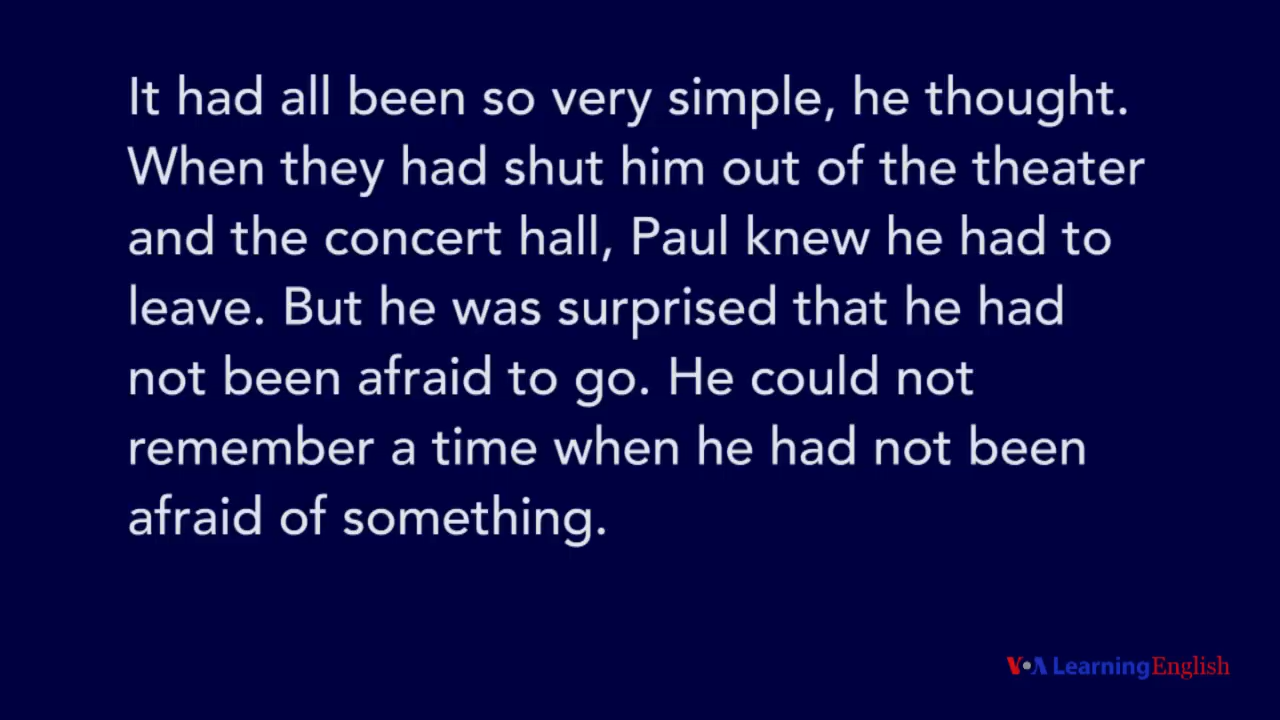 It had all been so very simple, he thought.
When they had shut him out of the theater
and the concert hall, Paul knew he had to
leave. But he was surprised that he had
not been afraid to go. He could not
remember a time when he had not been
afraid of something.
VOA Learning English